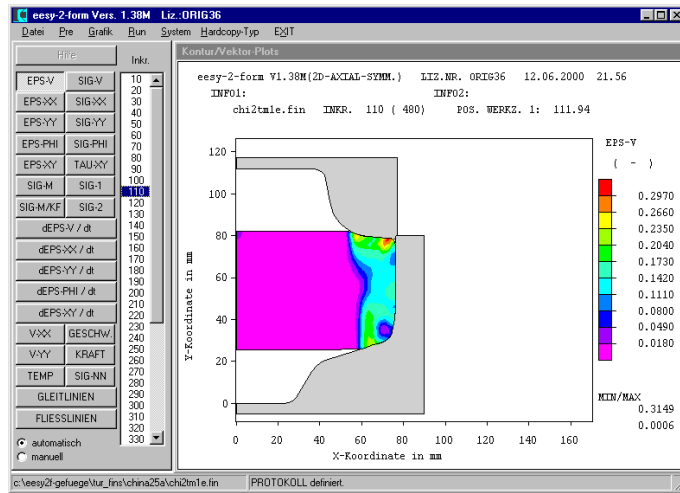 eesy-2-form Vers. 1.38M Liz.:ORIG36
Datei Pre Grafik Run System Hardcopy-Typ EXIT
Hilfe
Inkr.
EPS-V SIG-V
EPS-XX SIG-XX
EPS-YY SIG-YY
EPS-PHI SIG-PHI
EPS-XY TAU-XY
SIG-M SIG-1
SIG-M/KF SIG-2
dEPS-V / dt
dEPS-XX / dt
dEPS-YY / dt
dEPS-PHI / dt
dEPS-XY / dt
V-XX GESCHW.
V-YY KRAFT
TEMP SIG-NN
GLEITLINIEN
FLIESSLINIEN
automatisch
manuell
10
20
30
40
50
60
70
80
90
100
110
120
130
140
150
160
170
180
190
200
210
220
230
240
250
260
270
280
290
300
310
320
330
Kontur/Vektor-Plots
eesy-2-form V1.38M(2D-AXIAL-SYMM.) LIZ.NR. ORIG36 12.06.2000 21.56
INFO1: INFO2:
chi2tm1e.fin INKR. 110 ( 480) POS. WERKZ. 1: 111.94
EPS-V
( - )
0.2970
0.2660
0.2350
0.2040
0.1730
0.1420
0.1110
0.0800
0.0490
0.0180
MIN/MAX
0.3149
0.0006
Y-Koordinate in mm
120
100
80
60
40
20
0
0 20 40 60 80 100 120 140 160
X-Koordinate in mm
c:\eesy2f-gefuege\tur_fins\china25a\chi2tm1e.fin PROTOKOLL definiert.